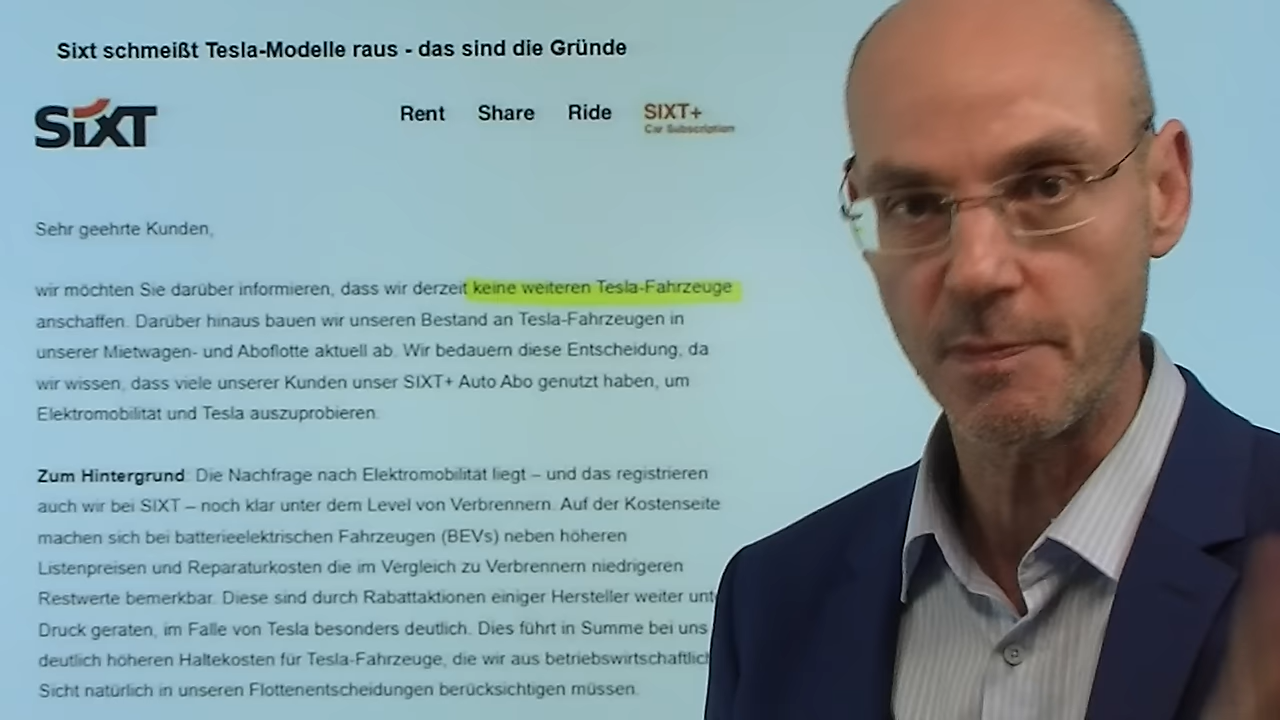 Sixt schmeißt Tesla-Modelle raus - das sind die Gründe
SIXT
Rent Share Ride SIXT+
Car Subscription
Sehr geehrte Kunden,
wir möchten Sie darüber informieren, dass wir derzeit keine weiteren Tesla-Fahrzeuge
anschaffen. Darüber hinaus bauen wir unseren Bestand an Tesla-Fahrzeugen in
unserer Mietwagen- und Aboflotte aktuell ab. Wir bedauern diese Entscheidung, da
wir wissen, dass viele unserer Kunden unser SIXT+ Auto Abo genutzt haben, um
Elektromobilität und Tesla auszuprobieren.
Zum Hintergrund: Die Nachfrage nach Elektromobilität liegt – und das registrieren
auch wir bei SIXT – noch klar unter dem Level von Verbrennern. Auf der Kostenseite
machen sich bei batterieelektrischen Fahrzeugen (BEVs) neben höheren
Listenpreisen und Reparaturkosten die im Vergleich zu Verbrennern niedrigeren
Restwerte bemerkbar. Diese sind durch Rabattaktionen einiger Hersteller weiter unt
Druck geraten, im Falle von Tesla besonders deutlich. Dies führt in Summe bei uns
deutlich höheren Haltekosten für Tesla-Fahrzeuge, die wir aus betriebswirtschaftlich
Sicht natürlich in unseren Flottenentscheidungen berücksichtigen müssen.